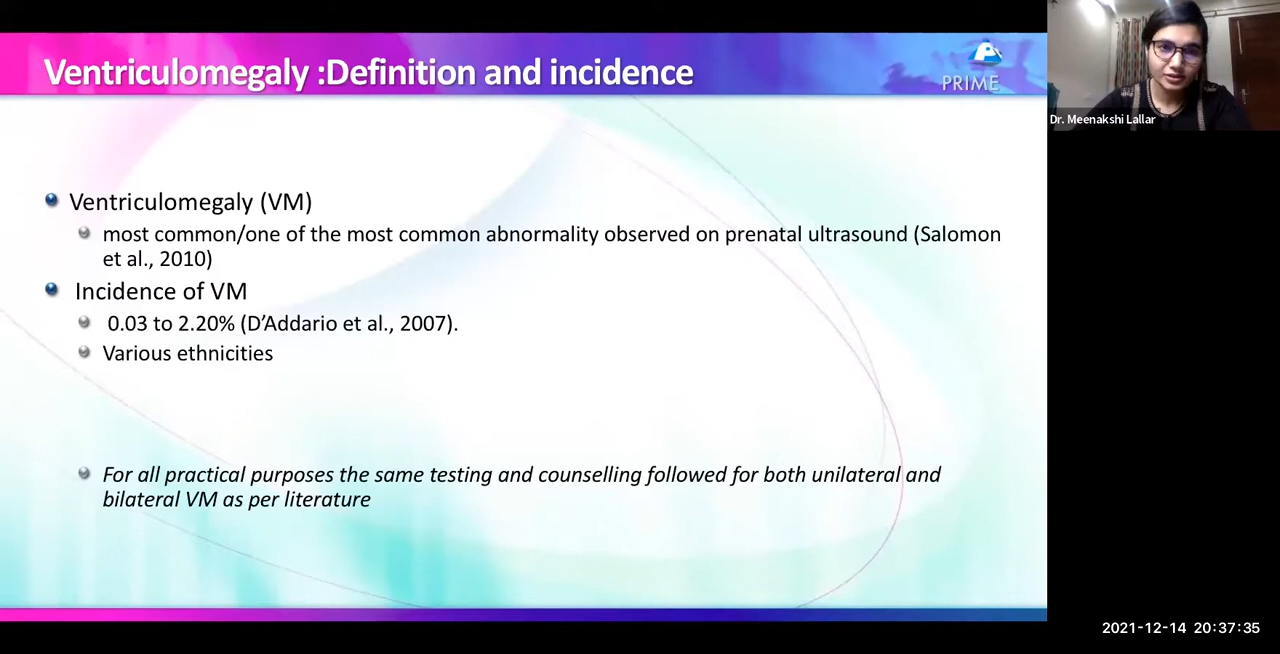 Ventriculomegaly :Definition and incidence
PRIME
Dr. Meenakshi Lallar
Ventriculomegaly (VM)
most common/one of the most common abnormality observed on prenatal ultrasound (Salomon
et al., 2010)
Incidence of VM
0.03 to 2.20% (D’Addario et al., 2007).
Various ethnicities
For all practical purposes the same testing and counselling followed for both unilateral and
bilateral VM as per literature
2021-12-14 20:37:35